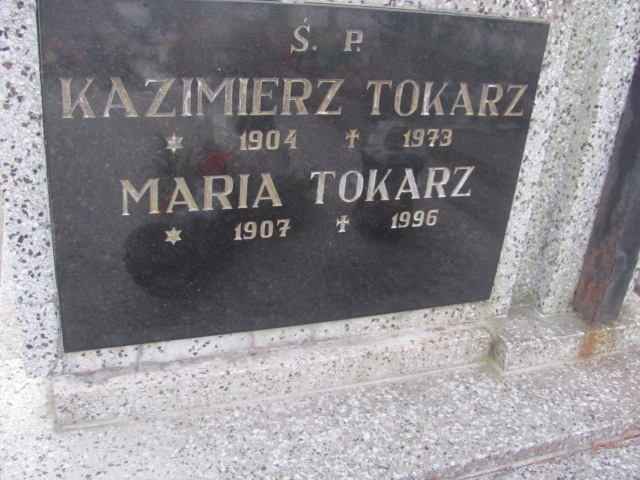 Ś. P.
KAZIMIERZ TOKARZ
✶ 1904 ✝ 1973
MARIA TOKARZ
✶ 1907 ✝ 1996